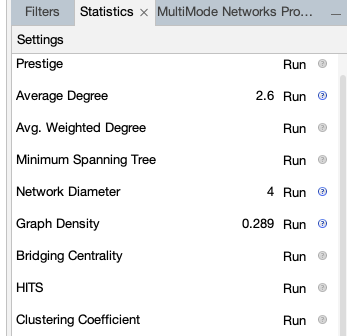 Filters Statistics × MultiMode Networks Pro...
Settings
Prestige Run
Average Degree 2.6 Run
Avg. Weighted Degree Run
Minimum Spanning Tree Run
Network Diameter 4 Run
Graph Density 0.289 Run
Bridging Centrality Run
HITS Run
Clustering Coefficient Run